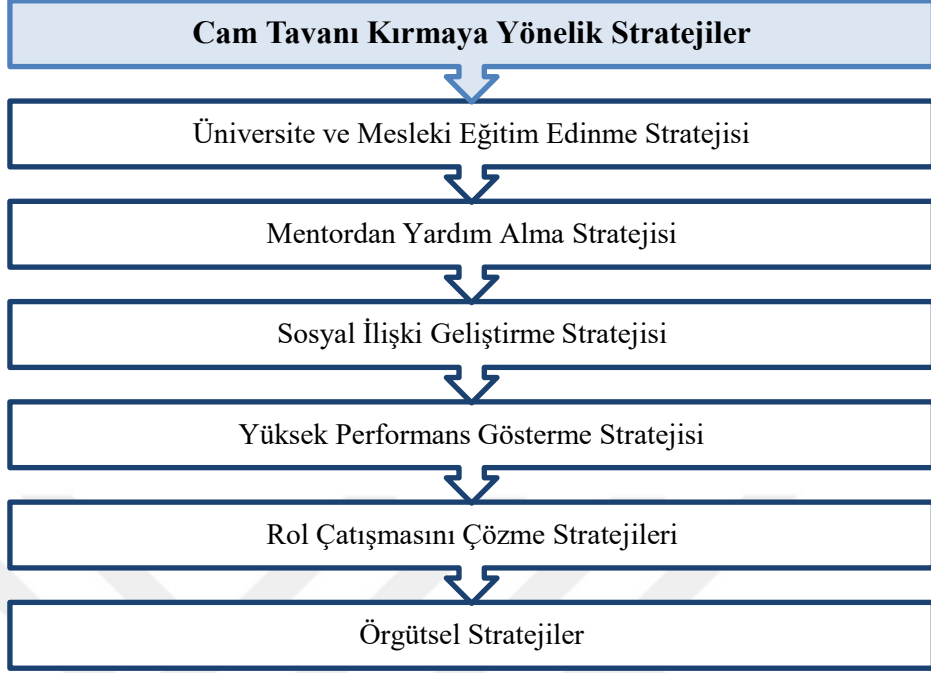 Cam Tavanı Kırmaya Yönelik Stratejiler
Üniversite ve Mesleki Eğitim Edinme Stratejisi
Mentordan Yardım Alma Stratejisi
Sosyal İlişki Geliştirme Stratejisi
Yüksek Performans Gösterme Stratejisi
Rol Çatışmasını Çözme Stratejileri
Örgütsel Stratejiler